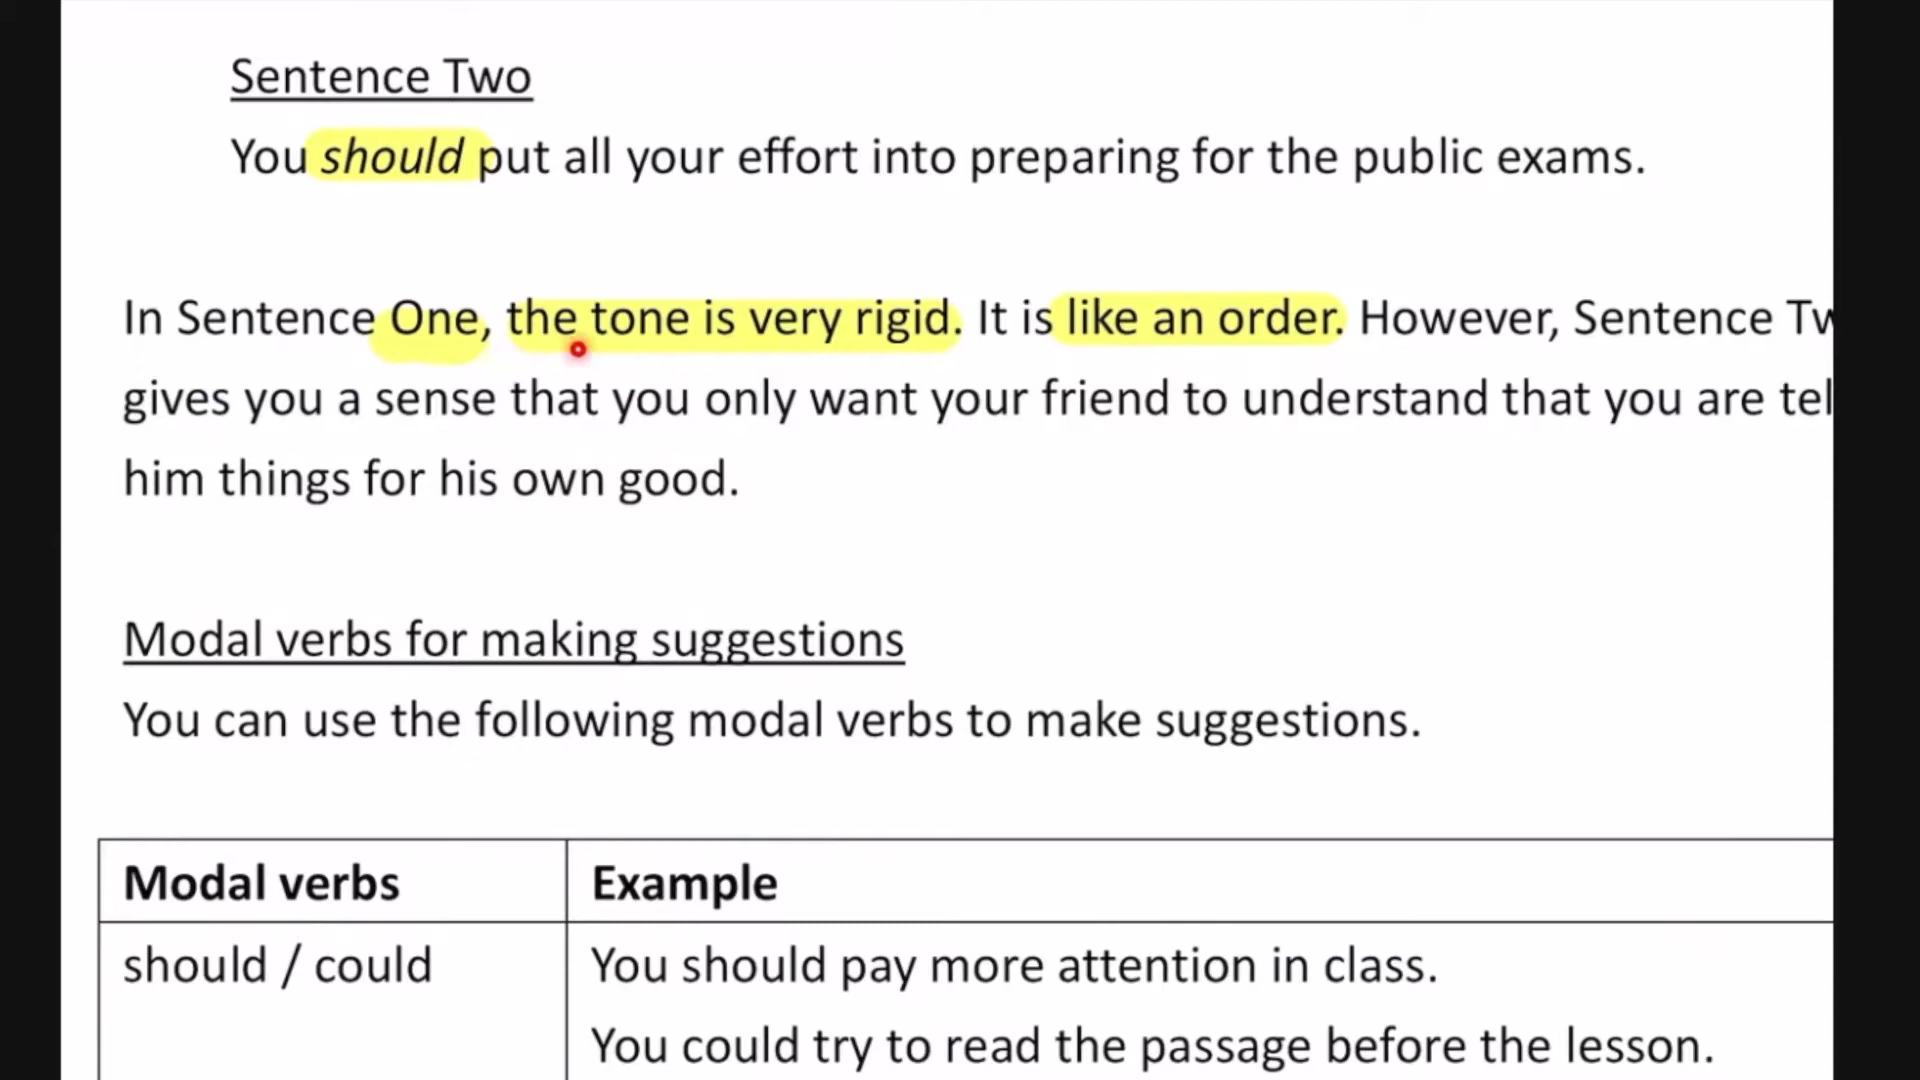 Sentence Two
You should put all your effort into preparing for the public exams.
In Sentence One, the tone is very rigid. It is like an order. However, Sentence
gives you a sense that you only want your friend to understand that you are
him things for his own good.
Modal verbs for making suggestions
You can use the following modal verbs to make suggestions.
Modal verbs Example
should / could You should pay more attention in class.
You could try to read the passage before the lesson.